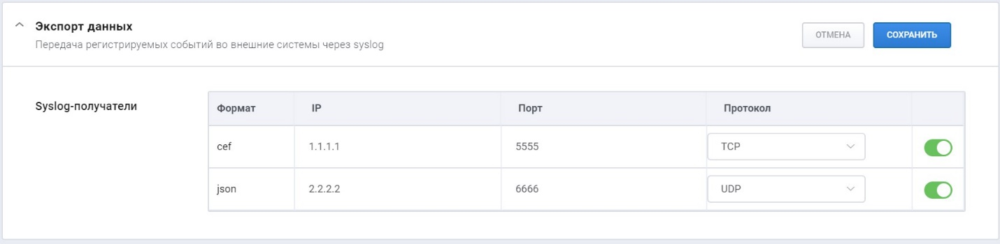 Экспорт данных
Передача регистрируемых событий во внешние системы через syslog
ОТМЕНА СОХРАНИТЬ
Syslog-получатели
Формат IP Порт Протокол
cef 1.1.1.1 5555 TCP
json 2.2.2.2 6666 UDP